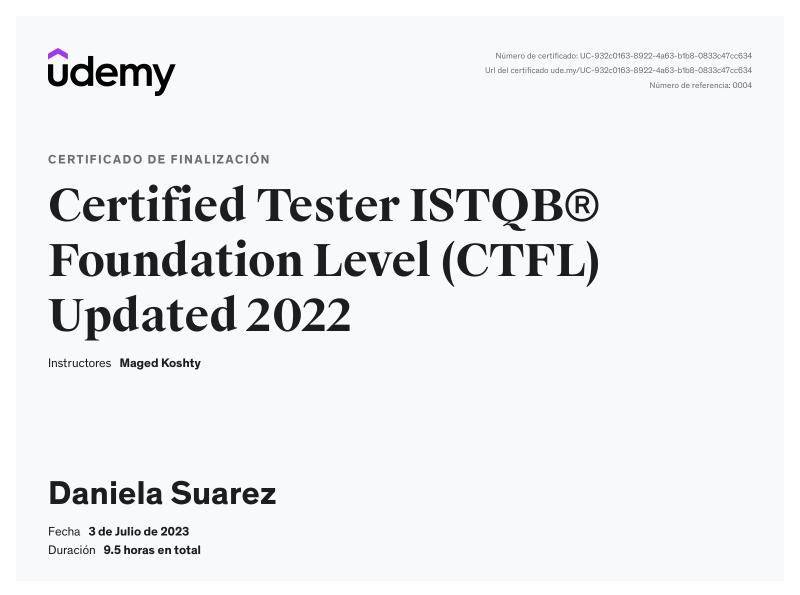 udemy
Número de certificado: UC-932c0163-8922-4a63-b1b8-0833c47cc634
Url del certificado ude.my/UC-932c0163-8922-4a63-b1b8-0833c47cc634
Número de referencia: 0004
CERTIFICADO DE FINALIZACIÓN
Certified Tester ISTQB®
Foundation Level (CTFL)
Updated 2022
Instructores Maged Koshty
Daniela Suarez
Fecha 3 de Julio de 2023
Duración 9.5 horas en total